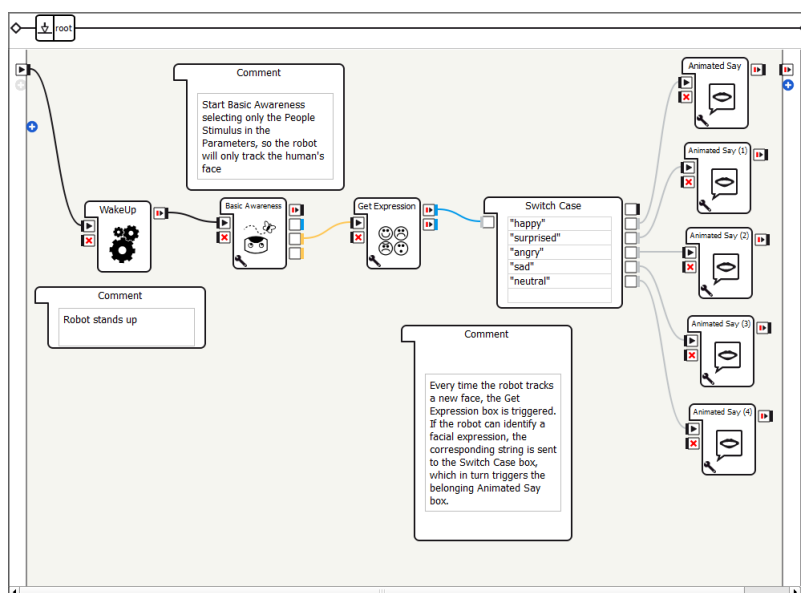 root
Comment
Start Basic Awareness
selecting only the People
Stimulus in the
Parameters, so the robot
will only track the human's
face
WakeUp
Basic Awareness
Get Expression
Switch Case
"happy"
"surprised"
"angry"
"sad"
"neutral"
Animated Say
Animated Say (1)
Animated Say (2)
Animated Say (3)
Animated Say (4)
Comment
Robot stands up
Comment
Every time the robot tracks
a new face, the Get
Expression box is triggered.
If the robot can identify a
facial expression, the
corresponding string is sent
to the Switch Case box,
which in turn triggers the
belonging Animated Say
box.